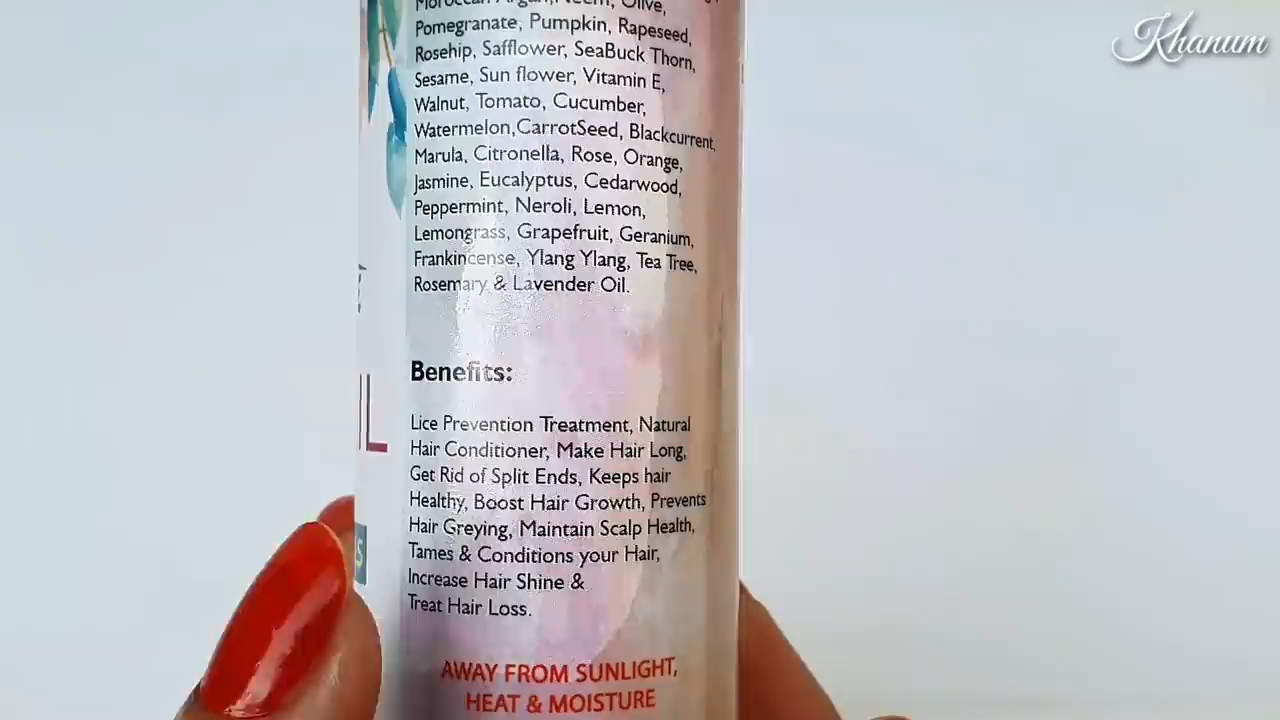 Khanum
Moroccan Argan,Neem, Olive,
Pomegranate, Pumpkin, Rapeseed,
Rosehip, Safflower, SeaBuck Thorn,
Sesame, Sun flower, Vitamin E,
Walnut, Tomato, Cucumber,
Watermelon,CarrotSeed, Blackcurrent,
Marula, Citronella, Rose, Orange,
Jasmine, Eucalyptus, Cedarwood,
Peppermint, Neroli, Lemon,
Lemongrass, Grapefruit, Geranium,
Frankincense, Ylang Ylang, Tea Tree,
Rosemary & Lavender Oil.
Benefits:
Lice Prevention Treatment, Natural
Hair Conditioner, Make Hair Long,
Get Rid of Split Ends, Keeps hair
Healthy, Boost Hair Growth, Prevents
Hair Greying, Maintain Scalp Health,
Tames & Conditions your Hair,
Increase Hair Shine &
Treat Hair Loss.
AWAY FROM SUNLIGHT,
HEAT & MOISTURE